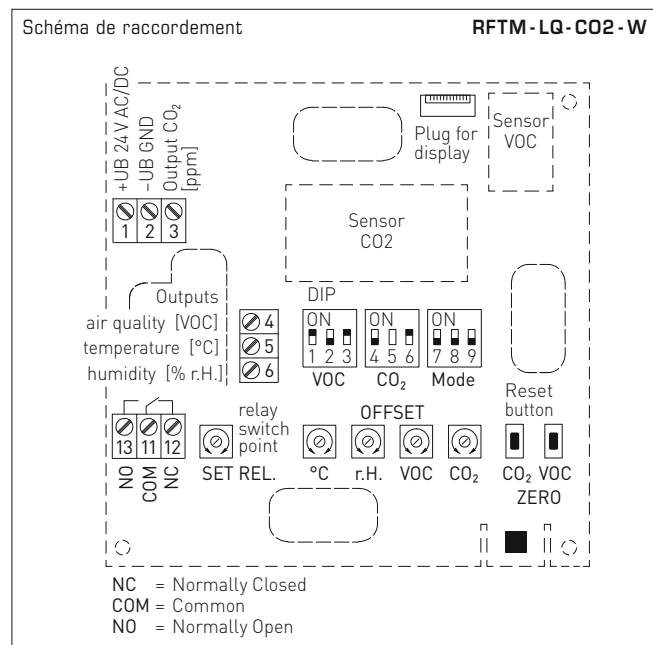 Schéma de raccordement
RFTM-LQ-CO2-W
+UB 24V AC/DC
–UB GND
Output CO₂
[ppm]
1 2 3
Plug for
display
Sensor
VOC
Sensor
CO2
Outputs
air quality [VOC] 4
temperature [°C] 5
humidity [% r.H.] 6
DIP
ON ON ON
1 2 3 4 5 6 7 8 9
VOC CO₂ Mode
13 11 12
NO
COM
NC
relay
switch
point
SET REL.
OFFSET
°C r.H. VOC CO₂
Reset
button
CO₂ VOC
ZERO
NC = Normally Closed
COM = Common
NO = Normally Open